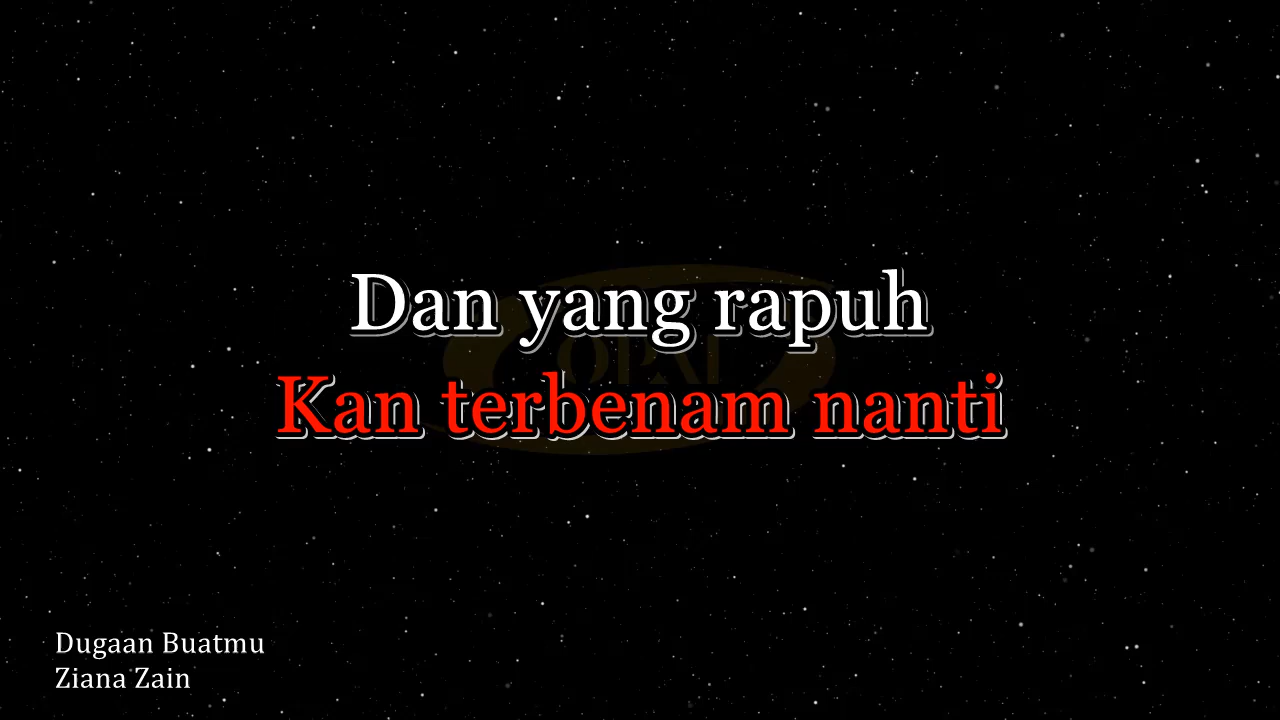 Dan yang rapuh
Kan terbenam nanti
Dugaan Buatmu
Ziana Zain